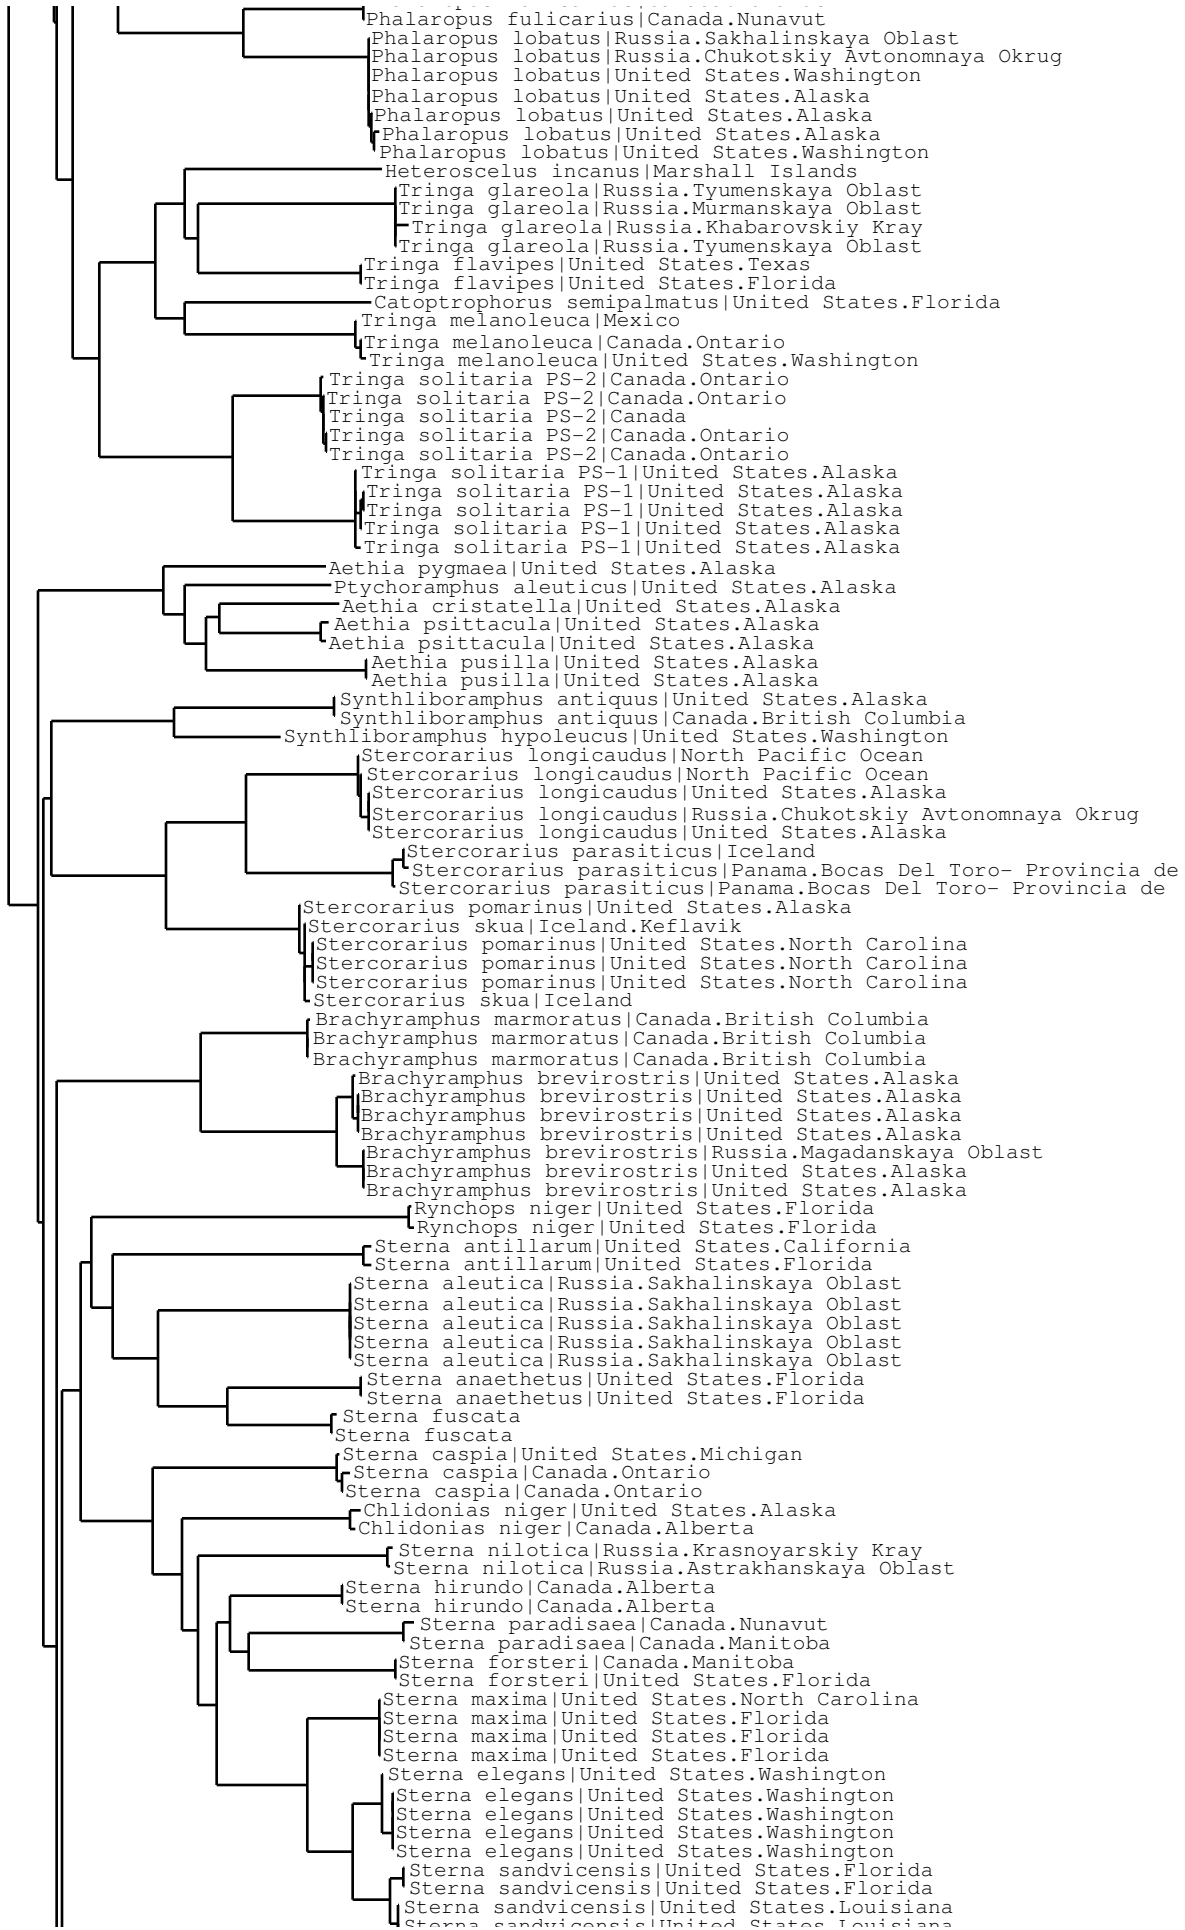 Phalaropus fulicarius|Canada.Nunavut
Phalaropus lobatus|Russia.Sakhalinskaya Oblast
Phalaropus lobatus|Russia.Chukotskiy Avtonomnaya Okrug
Phalaropus lobatus|United States.Washington
Phalaropus lobatus|United States.Alaska
Phalaropus lobatus|United States.Alaska
Phalaropus lobatus|United States.Alaska
Phalaropus lobatus|United States.Washington
Heteroscelus incanus|Marshall Islands
Tringa glareola|Russia.Tyumenskaya Oblast
Tringa glareola|Russia.Murmanskaya Oblast
Tringa glareola|Russia.Khabarovskiy Kray
Tringa glareola|Russia.Tyumenskaya Oblast
Tringa flavipes|United States.Texas
Tringa flavipes|United States.Florida
Catoptrophorus semipalmatus|United States.Florida
Tringa melanoleuca|Mexico
Tringa melanoleuca|Canada.Ontario
Tringa melanoleuca|United States.Washington
Tringa solitaria PS-2|Canada.Ontario
Tringa solitaria PS-2|Canada.Ontario
Tringa solitaria PS-2|Canada
Tringa solitaria PS-2|Canada.Ontario
Tringa solitaria PS-2|Canada.Ontario
Tringa solitaria PS-1|United States.Alaska
Tringa solitaria PS-1|United States.Alaska
Tringa solitaria PS-1|United States.Alaska
Tringa solitaria PS-1|United States.Alaska
Tringa solitaria PS-1|United States.Alaska
Aethia pygmaea|United States.Alaska
Ptychoramphus aleuticus|United States.Alaska
Aethia cristatella|United States.Alaska
Aethia psittacula|United States.Alaska
Aethia psittacula|United States.Alaska
Aethia pusilla|United States.Alaska
Aethia pusilla|United States.Alaska
Synthliboramphus antiquus|United States.Alaska
Synthliboramphus antiquus|Canada.British Columbia
Synthliboramphus hypoleucus|United States.Washington
Stercorarius longicaudus|North Pacific Ocean
Stercorarius longicaudus|North Pacific Ocean
Stercorarius longicaudus|United States.Alaska
Stercorarius longicaudus|Russia.Chukotskiy Avtonomnaya Okrug
Stercorarius longicaudus|United States.Alaska
Stercorarius parasiticus|Iceland
Stercorarius parasiticus|Panama.Bocas Del Toro- Provincia de
Stercorarius parasiticus|Panama.Bocas Del Toro- Provincia de
Stercorarius pomarinus|United States.Alaska
Stercorarius skua|Iceland.Keflavik
Stercorarius pomarinus|United States.North Carolina
Stercorarius pomarinus|United States.North Carolina
Stercorarius pomarinus|United States.North Carolina
Stercorarius skua|Iceland
Brachyramphus marmoratus|Canada.British Columbia
Brachyramphus marmoratus|Canada.British Columbia
Brachyramphus marmoratus|Canada.British Columbia
Brachyramphus brevirostris|United States.Alaska
Brachyramphus brevirostris|United States.Alaska
Brachyramphus brevirostris|United States.Alaska
Brachyramphus brevirostris|United States.Alaska
Brachyramphus brevirostris|Russia.Magadanskaya Oblast
Brachyramphus brevirostris|United States.Alaska
Brachyramphus brevirostris|United States.Alaska
Rynchops niger|United States.Florida
Rynchops niger|United States.Florida
Sterna antillarum|United States.California
Sterna antillarum|United States.Florida
Sterna aleutica|Russia.Sakhalinskaya Oblast
Sterna aleutica|Russia.Sakhalinskaya Oblast
Sterna aleutica|Russia.Sakhalinskaya Oblast
Sterna aleutica|Russia.Sakhalinskaya Oblast
Sterna aleutica|Russia.Sakhalinskaya Oblast
Sterna anaethetus|United States.Florida
Sterna anaethetus|United States.Florida
Sterna fuscata
Sterna fuscata
Sterna caspia|United States.Michigan
Sterna caspia|Canada.Ontario
Sterna caspia|Canada.Ontario
Chlidonias niger|United States.Alaska
Chlidonias niger|Canada.Alberta
Sterna nilotica|Russia.Krasnoyarskiy Kray
Sterna nilotica|Russia.Astrakhanskaya Oblast
Sterna hirundo|Canada.Alberta
Sterna hirundo|Canada.Alberta
Sterna paradisaea|Canada.Nunavut
Sterna paradisaea|Canada.Manitoba
Sterna forsteri|Canada.Manitoba
Sterna forsteri|United States.Florida
Sterna maxima|United States.North Carolina
Sterna maxima|United States.Florida
Sterna maxima|United States.Florida
Sterna maxima|United States.Florida
Sterna elegans|United States.Washington
Sterna elegans|United States.Washington
Sterna elegans|United States.Washington
Sterna elegans|United States.Washington
Sterna elegans|United States.Washington
Sterna sandvicensis|United States.Florida
Sterna sandvicensis|United States.Florida
Sterna sandvicensis|United States.Louisiana
Sterna sandvicensis|United States.Louisiana